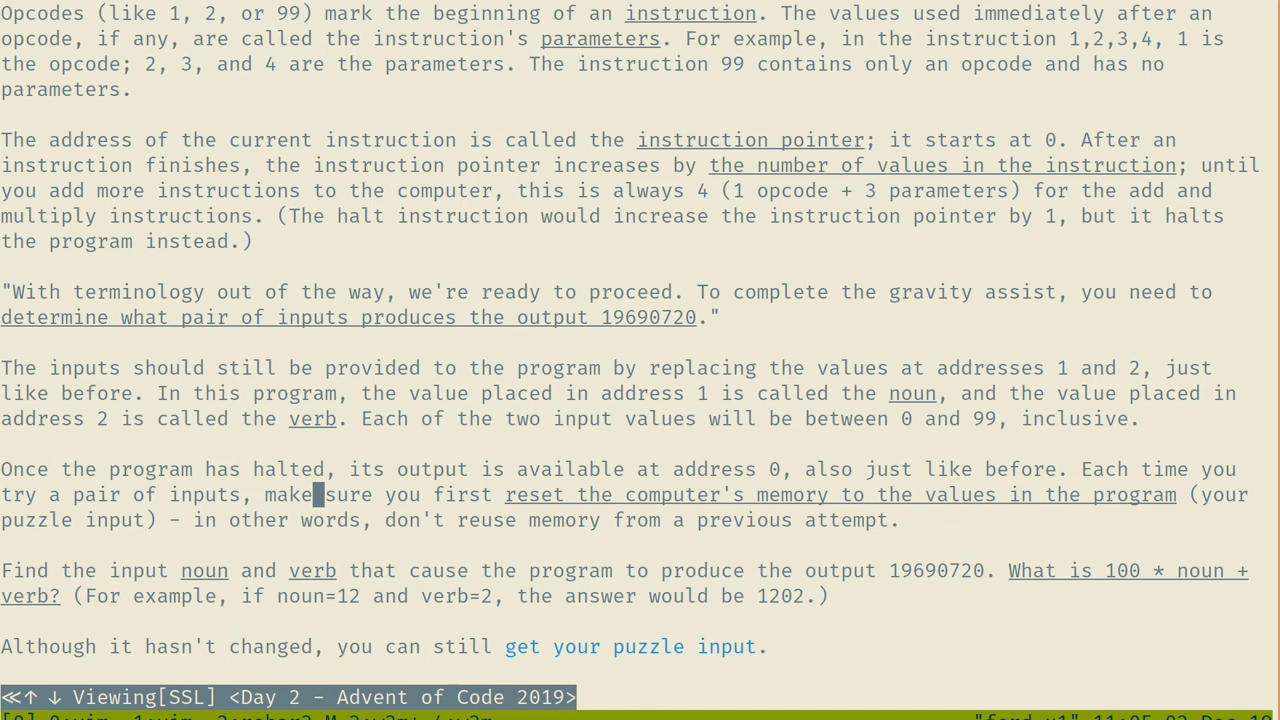 Opcodes (like 1, 2, or 99) mark the beginning of an instruction. The values used immediately after an
opcode, if any, are called the instruction's parameters. For example, in the instruction 1,2,3,4, 1 is
the opcode; 2, 3, and 4 are the parameters. The instruction 99 contains only an opcode and has no
parameters.
The address of the current instruction is called the instruction pointer; it starts at 0. After an
instruction finishes, the instruction pointer increases by the number of values in the instruction; until
you add more instructions to the computer, this is always 4 (1 opcode + 3 parameters) for the add and
multiply instructions. (The halt instruction would increase the instruction pointer by 1, but it halts
the program instead.)
"With terminology out of the way, we're ready to proceed. To complete the gravity assist, you need to
determine what pair of inputs produces the output 19690720."
The inputs should still be provided to the program by replacing the values at addresses 1 and 2, just
like before. In this program, the value placed in address 1 is called the noun, and the value placed in
address 2 is called the verb. Each of the two input values will be between 0 and 99, inclusive.
Once the program has halted, its output is available at address 0, also just like before. Each time you
try a pair of inputs, make sure you first reset the computer's memory to the values in the program (your
puzzle input) - in other words, don't reuse memory from a previous attempt.
Find the input noun and verb that cause the program to produce the output 19690720. What is 100 * noun +
verb? (For example, if noun=12 and verb=2, the answer would be 1202.)
Although it hasn't changed, you can still get your puzzle input.
≪↑ ↓ Viewing[SSL] <Day 2 - Advent of Code 2019>